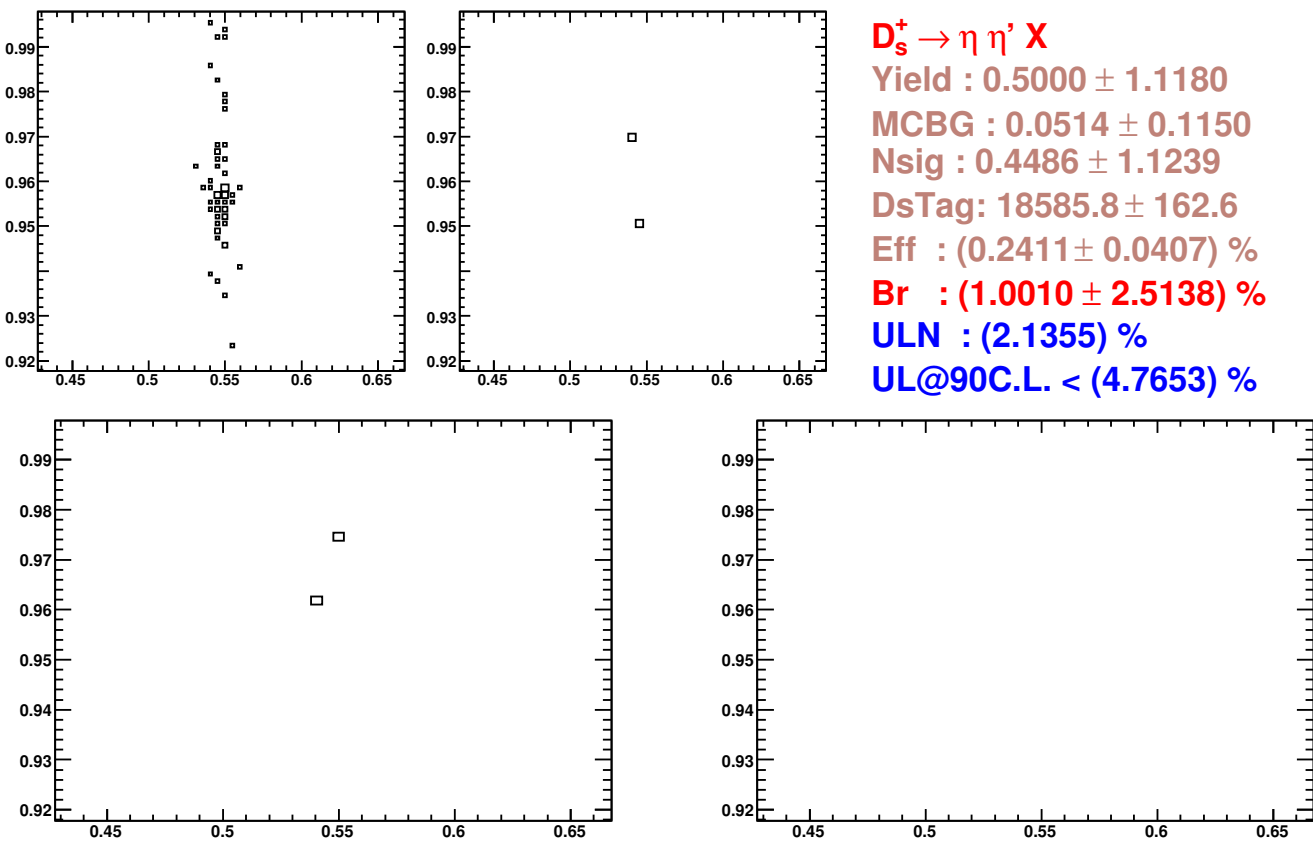 0.99
0.98
0.97
0.96
0.95
0.93
0.92
0.45 0.5 0.55 0.65
0.99
0.98
0.97
0.96
0.95
0.93
0.92
0.45 0.5 0.55 0.65
D_s^+ → η η’ X
Yield : 0.5000 ± 1.1180
MCBG : 0.0514 ± 0.1150
Nsig : 0.4486 ± 1.1239
DsTag: 18585.8 ± 162.6
Eff : (0.2411 ± 0.0407) %
Br : (1.0010 ± 2.5138) %
ULN : (2.1355) %
UL@90C.L. < (4.7653) %
0.99
0.98
0.97
0.96
0.95
0.94
0.93
0.92
0.45 0.5 0.55 0.6 0.65
0.99
0.98
0.97
0.96
0.95
0.94
0.93
0.92
0.45 0.5 0.55 0.6 0.65